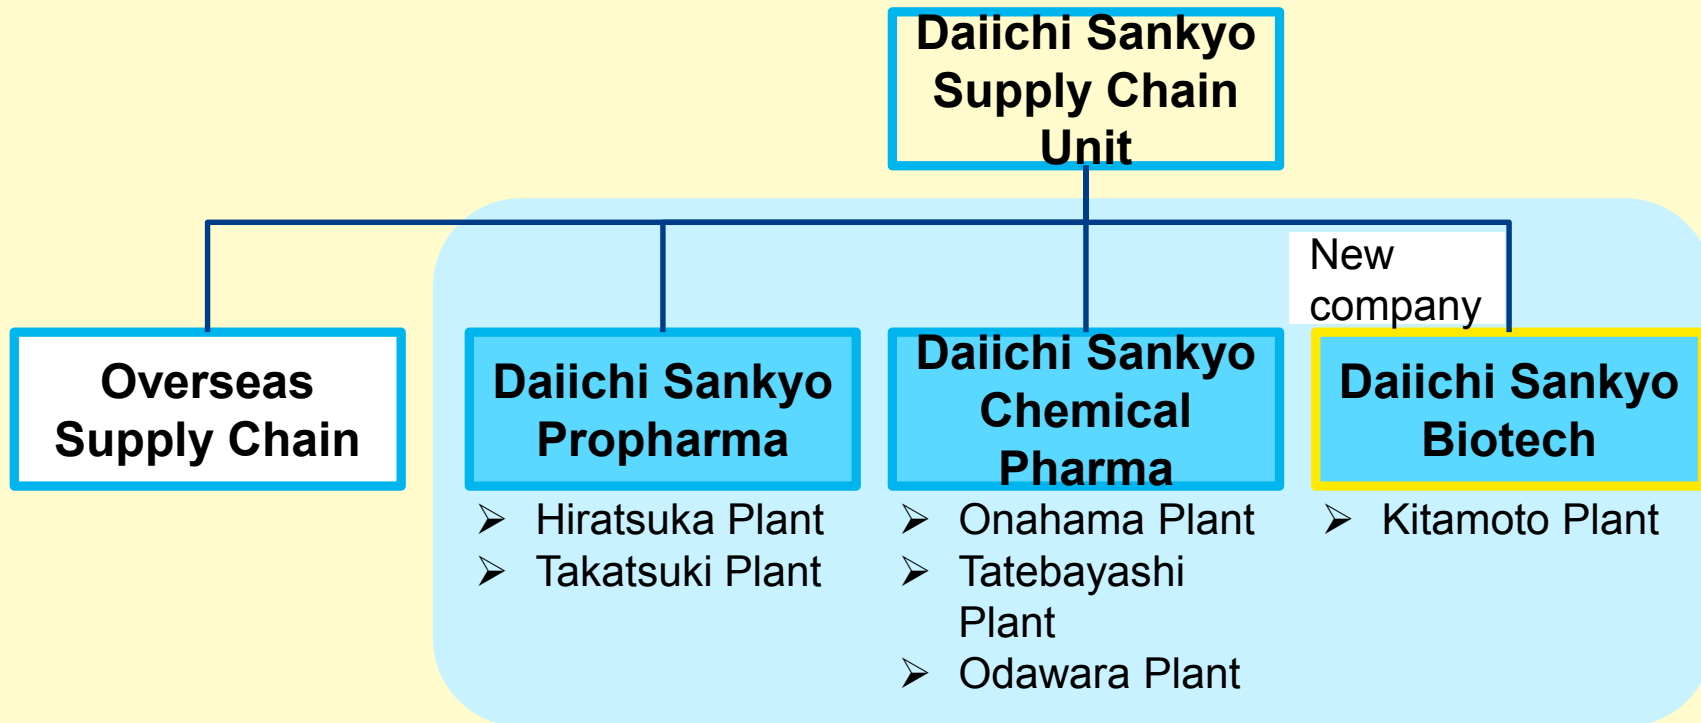 Daiichi Sankyo
Supply Chain
Unit
New
company
Overseas
Supply Chain
Daiichi Sankyo
Propharma
➢ Hiratsuka Plant
➢ Takatsuki Plant
Daiichi Sankyo
Chemical
Pharma
➢ Onahama Plant
➢ Tatebayashi
Plant
➢ Odawara Plant
Daiichi Sankyo
Biotech
➢ Kitamoto Plant